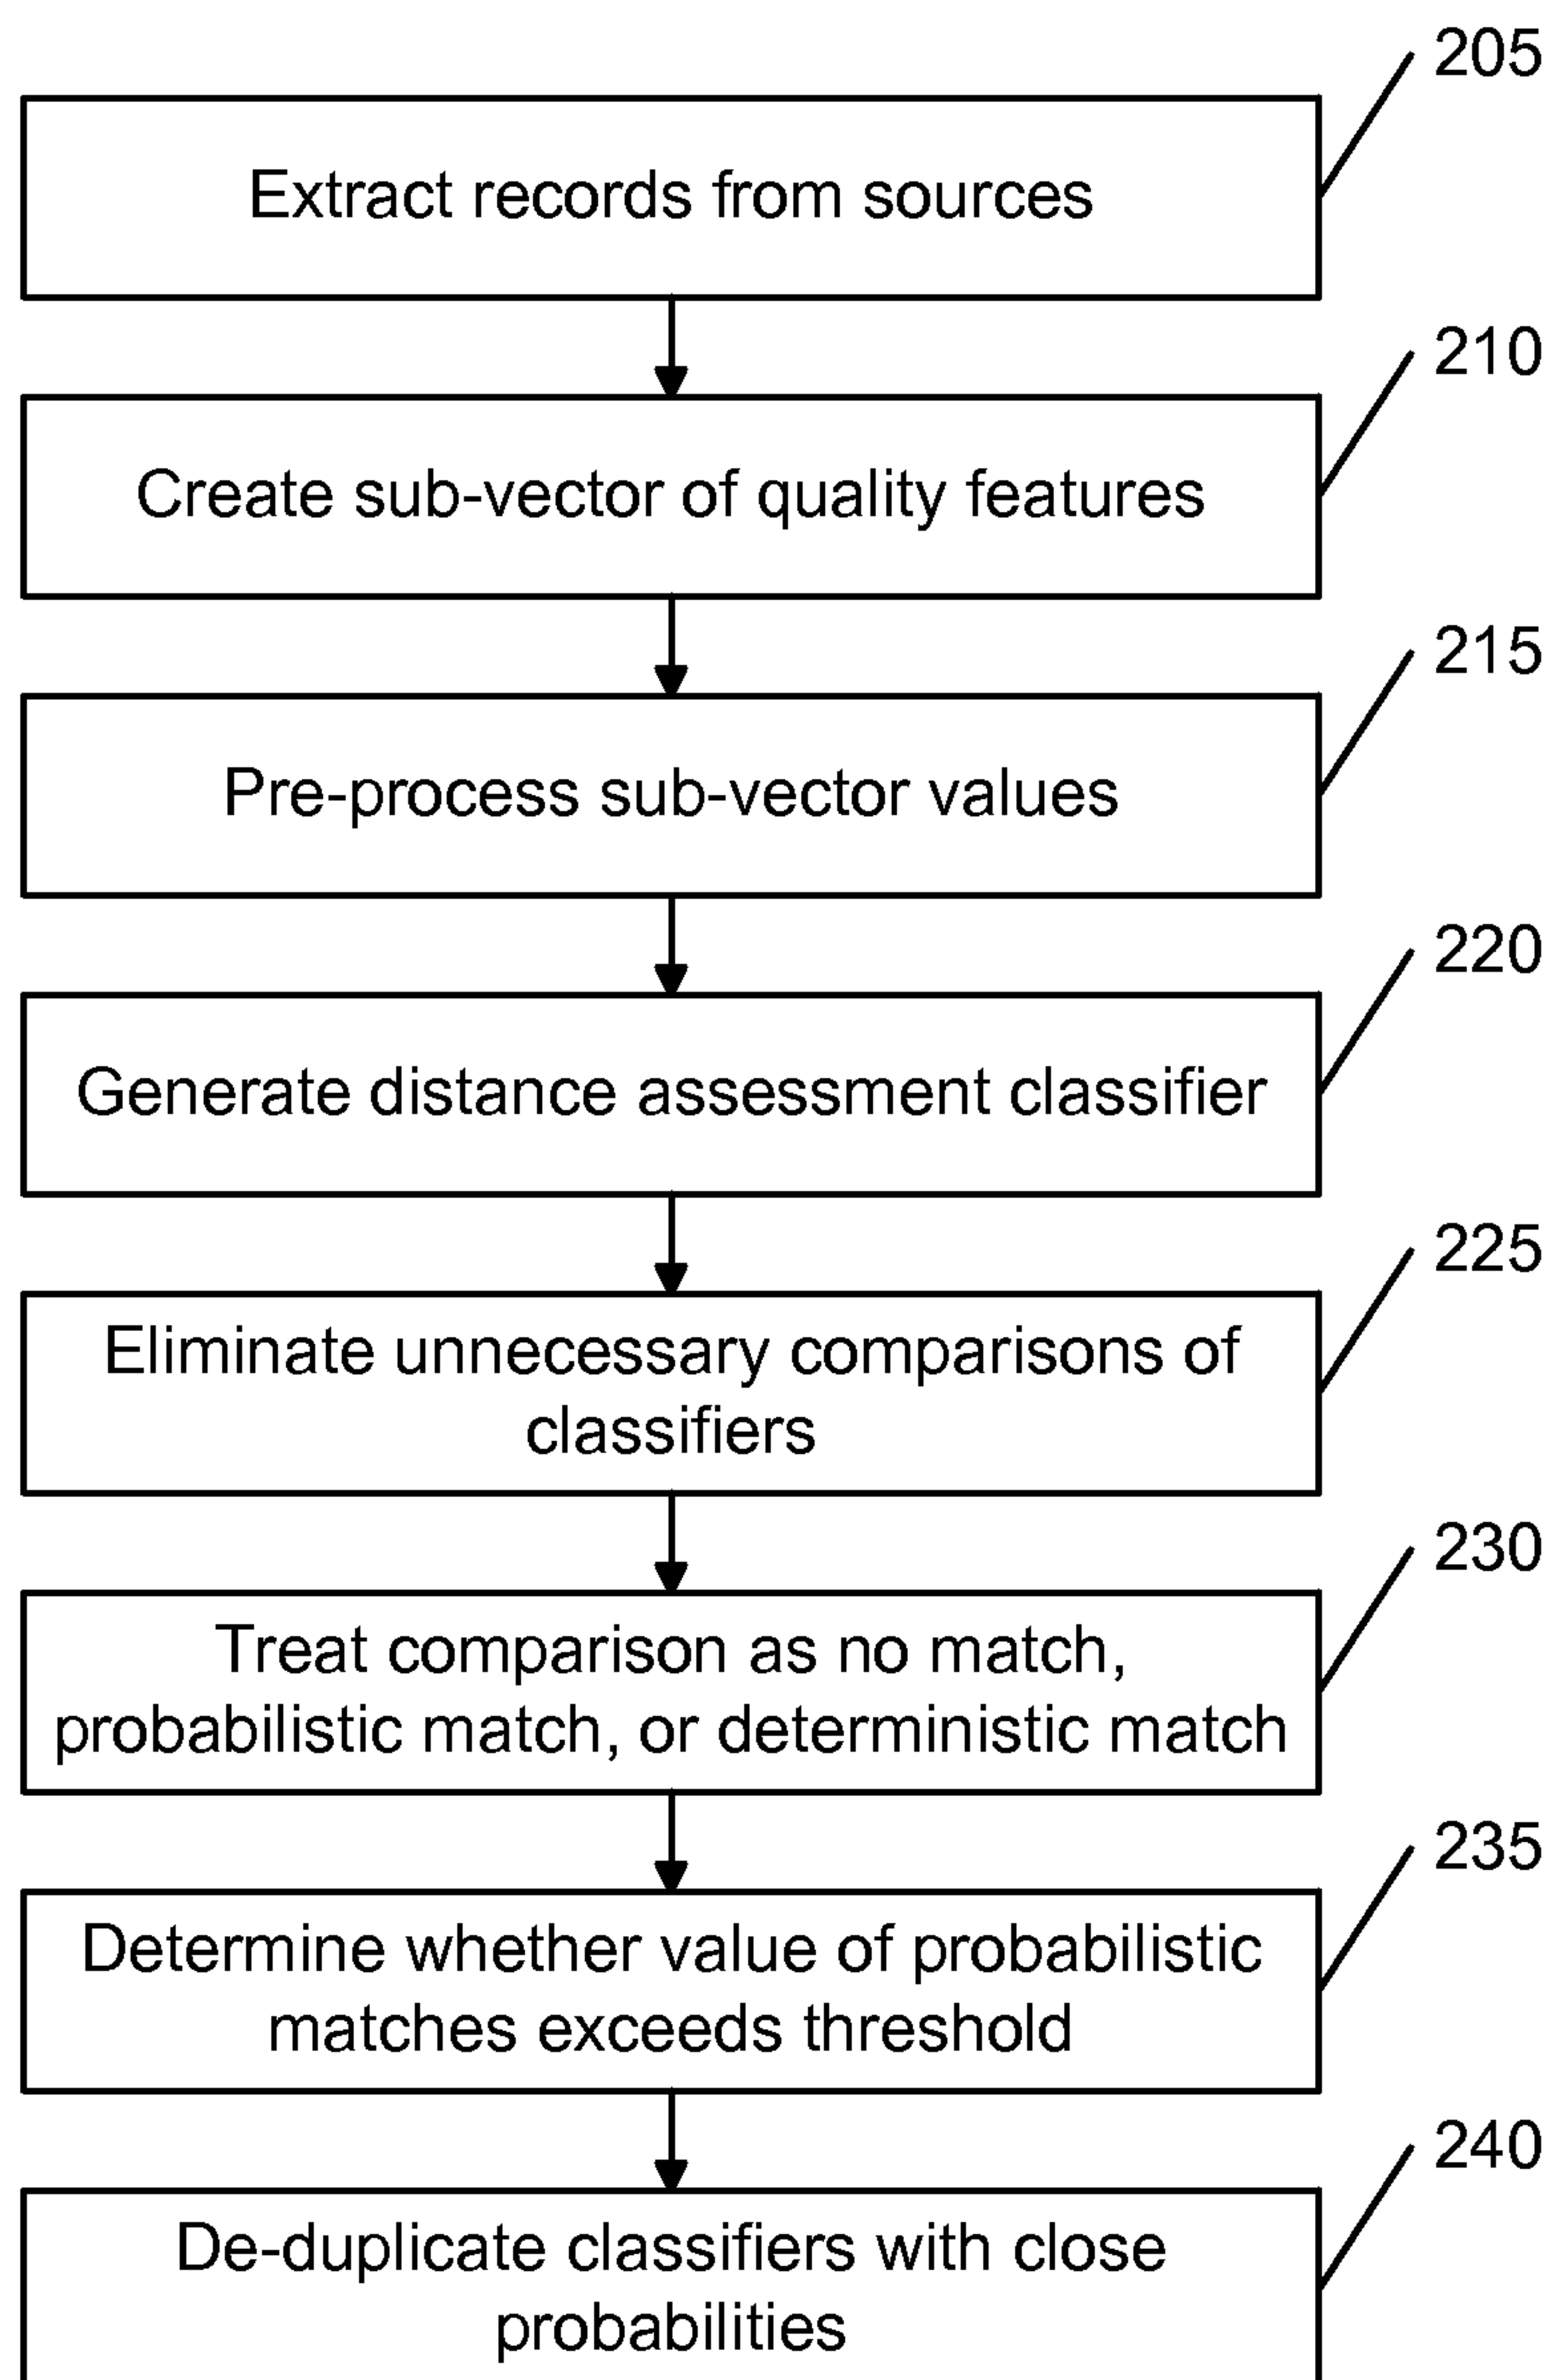 205
Extract records from sources
210
Create sub-vector of quality features
215
Pre-process sub-vector values
220
Generate distance assessment classifier
225
Eliminate unnecessary comparisons of
classifiers
230
Treat comparison as no match,
probabilistic match, or deterministic match
235
Determine whether value of probabilistic
matches exceeds threshold
240
De-duplicate classifiers with close
probabilities